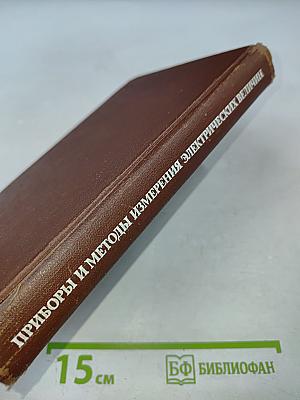 ПРИБОРЫ И МЕТОДЫ ИЗМЕРЕНИЯ ЭЛЕКТРИЧЕСКИХ ВЕЛИЧИН
15 см
БФ БИБЛИОФАН